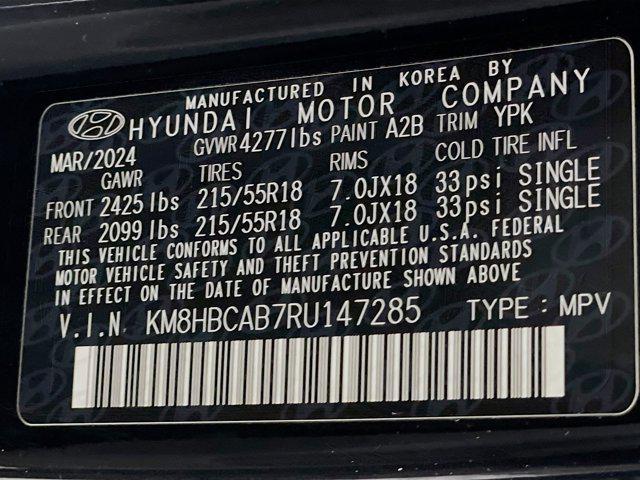 MANUFACTURED IN KOREA BY
HYUNDAI MOTOR COMPANY
MAR/2024 GVWR 4277 lbs PAINT A2B TRIM YPK
GAWR TIRES RIMS COLD TIRE INFL
FRONT 2425 lbs 215/55R18 7.0JX18 33psi SINGLE
REAR 2099 lbs 215/55R18 7.0JX18 33psi SINGLE
THIS VEHICLE CONFORMS TO ALL APPLICABLE U.S.A. FEDERAL
MOTOR VEHICLE SAFETY AND THEFT PREVENTION STANDARDS
IN EFFECT ON THE DATE OF MANUFACTURE SHOWN ABOVE
V.I.N. KM8HBCAB7RU147285 TYPE : MPV